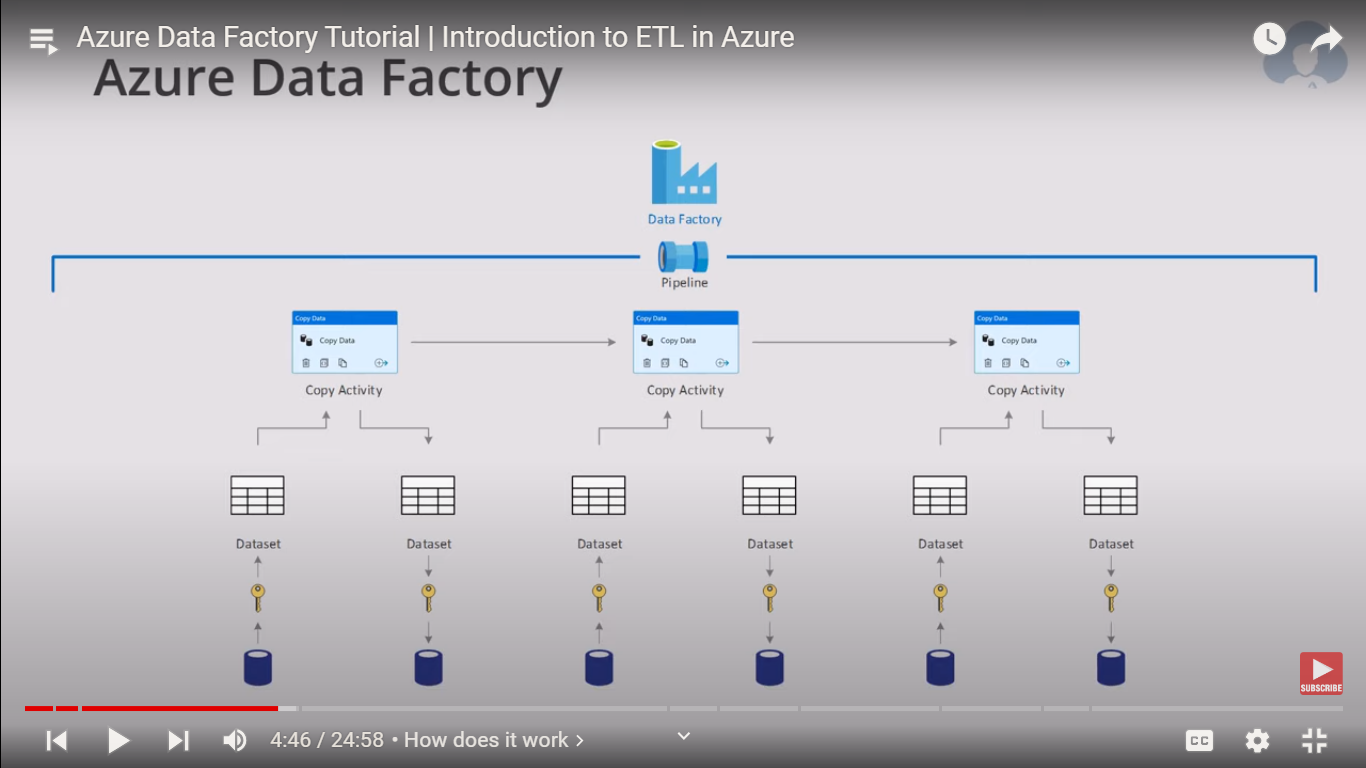 Azure Data Factory Tutorial | Introduction to ETL in Azure
Azure Data Factory
Data Factory
Pipeline
Copy Data
Copy Data
Copy Data
Copy Data
Copy Data
Copy Data
Copy Activity
Copy Activity
Copy Activity
Dataset
Dataset
Dataset
Dataset
Dataset
Dataset
SUBSCRIBE
4:46 / 24:58 • How does it work ›
CC